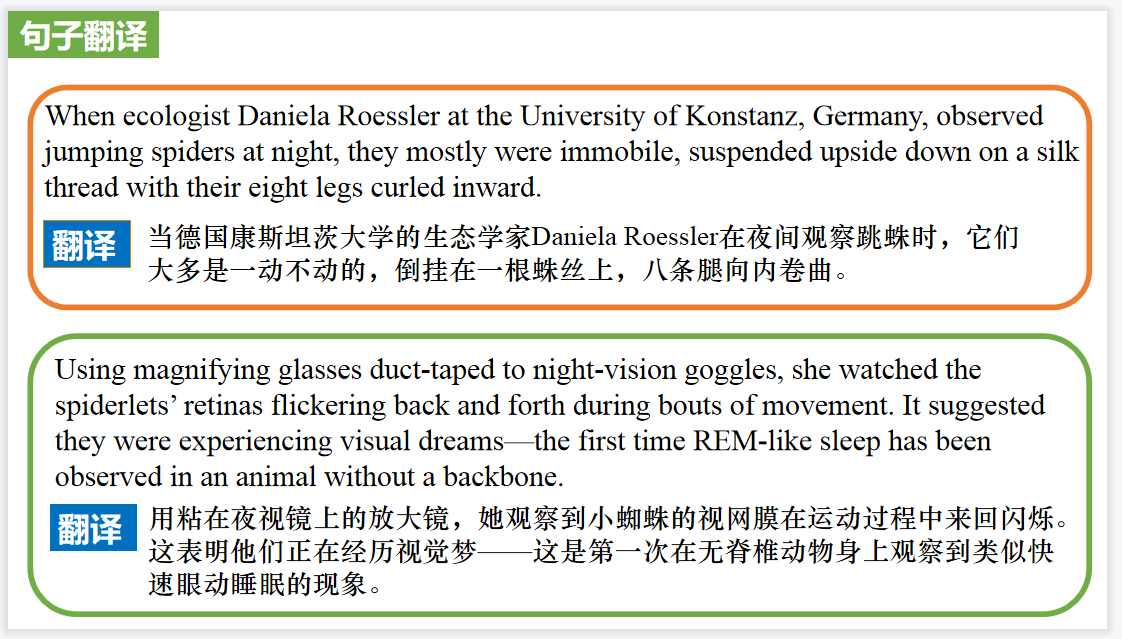 句子翻译
When ecologist Daniela Roessler at the University of Konstanz, Germany, observed
jumping spiders at night, they mostly were immobile, suspended upside down on a silk
thread with their eight legs curled inward.
翻译
当德国康斯坦茨大学的生态学家Daniela Roessler在夜间观察跳蛛时，它们
大多是一动不动的，倒挂在一根蛛丝上，八条腿向内卷曲。
Using magnifying glasses duct-taped to night-vision goggles, she watched the
spiderlets’ retinas flickering back and forth during bouts of movement. It suggested
they were experiencing visual dreams—the first time REM-like sleep has been
observed in an animal without a backbone.
翻译
用粘在夜视镜上的放大镜，她观察到小蜘蛛的视网膜在运动过程中来回闪烁。
这表明他们正在经历视觉梦——这是第一次在无脊椎动物身上观察到类似快
速眼动睡眠的现象。